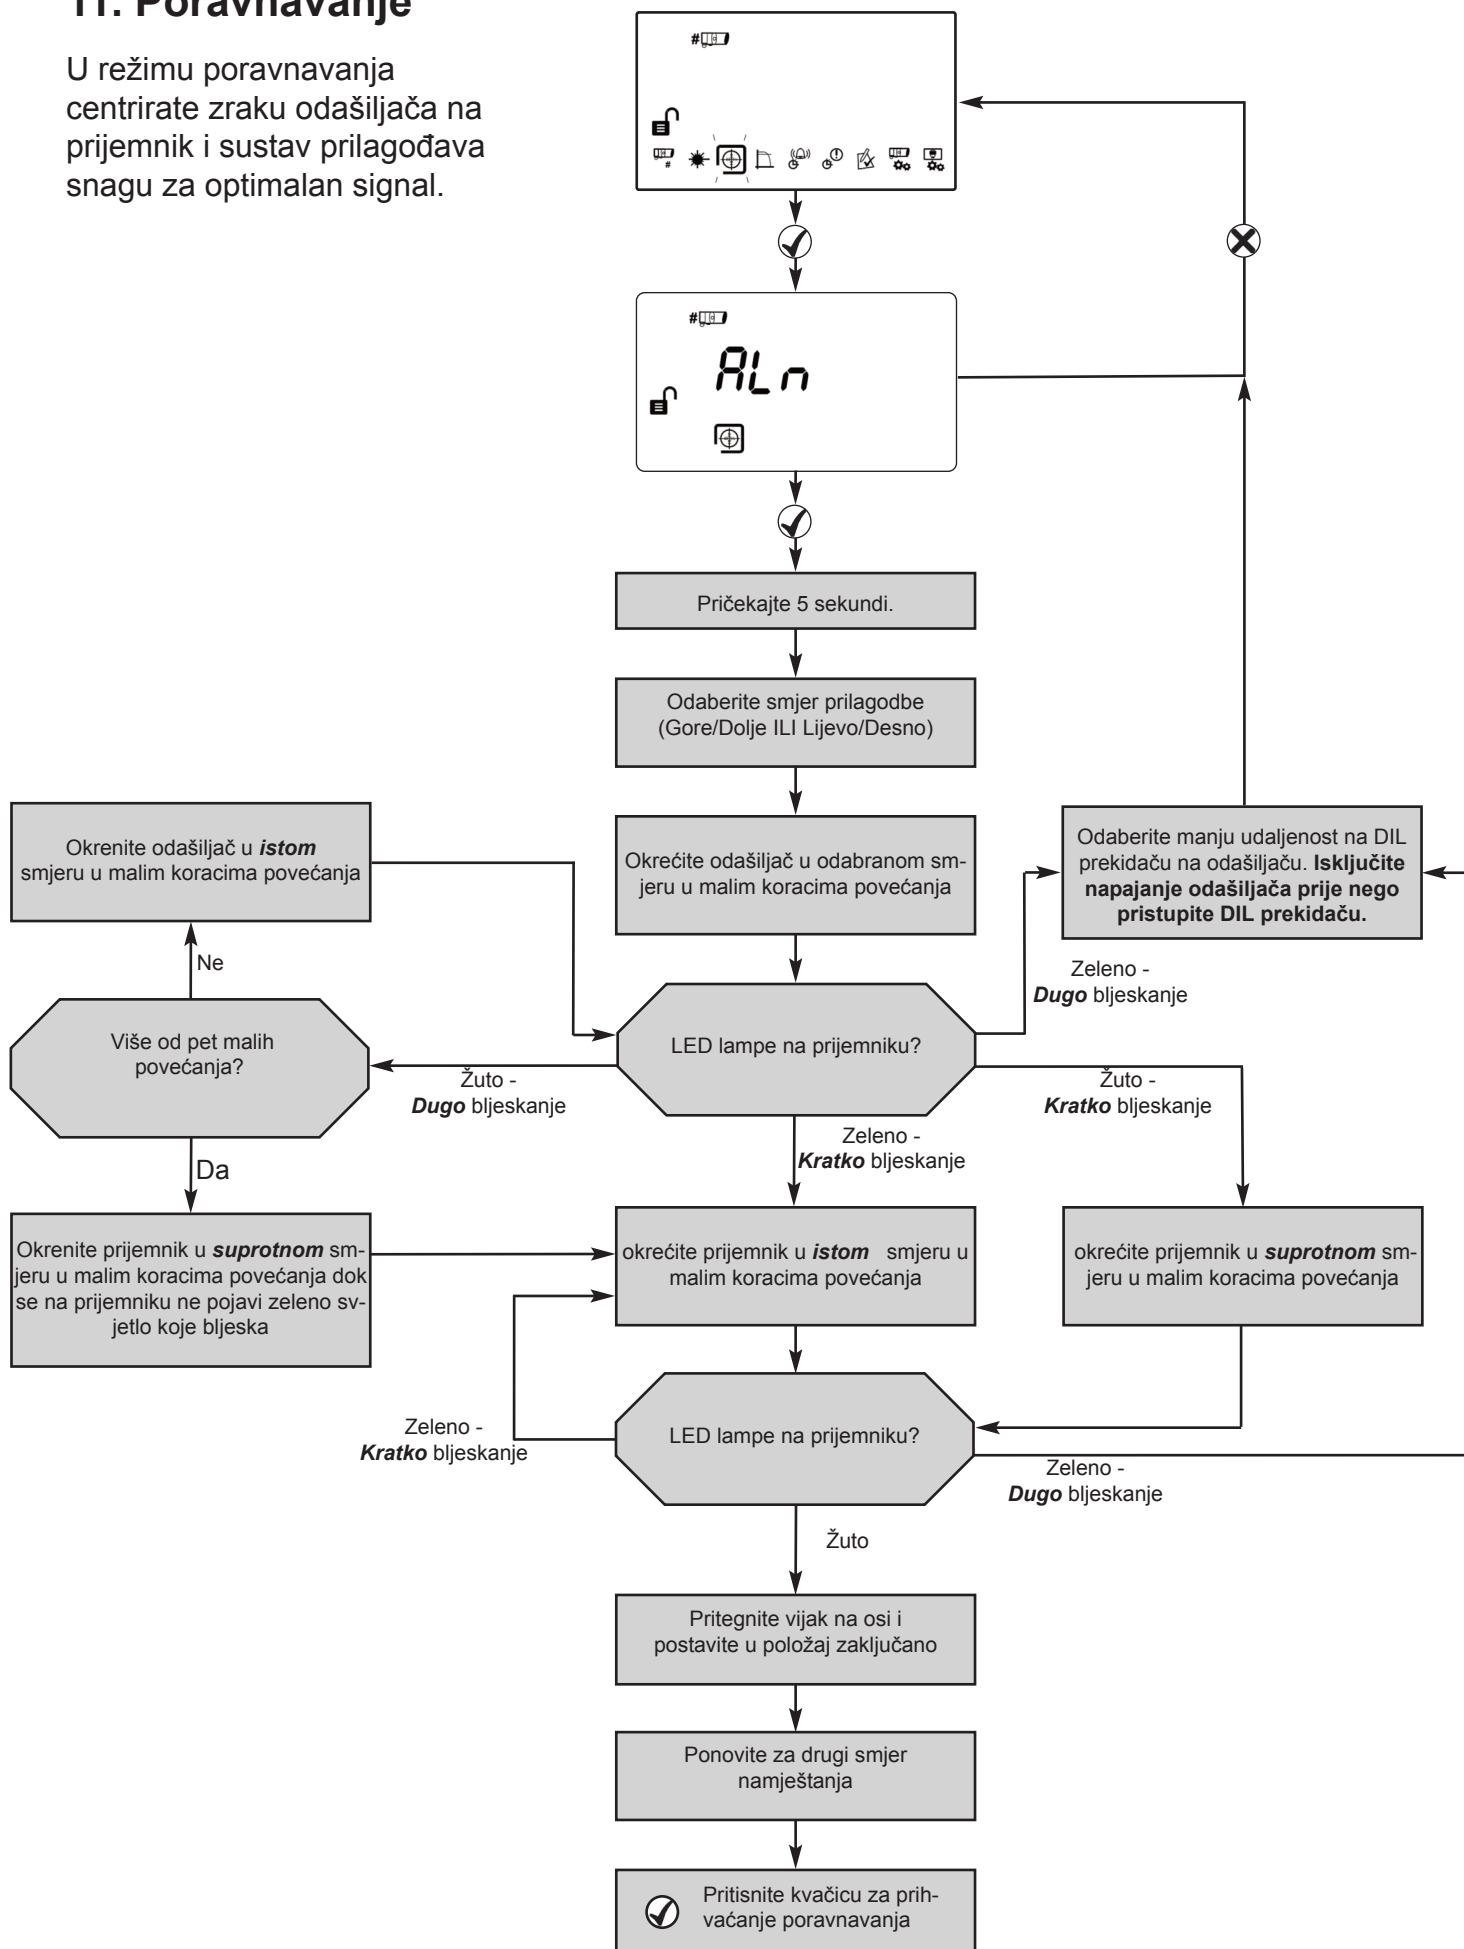 11. Poravnavanje
U režimu poravnavanja
centrirate zraku odašiljača na
prijemnik i sustav prilagođava
snagu za optimalan signal.
#
#
#
ALn
Pričekajte 5 sekundi.
Odaberite smjer prilagodbe
(Gore/Dolje ILI Lijevo/Desno)
Okrenite odašiljač u istom
smjeru u malim koracima povećanja
Okrećite odašiljač u odabranom sm-
jeru u malim koracima povećanja
Odaberite manju udaljenost na DIL
prekidaču na odašiljaču. Isključite
napajanje odašiljača prije nego
pristupite DIL prekidaču.
Ne
Zeleno -
Dugo bljeskanje
Više od pet malih
povećanja?
LED lampe na prijemniku?
Žuto -
Dugo bljeskanje
Žuto -
Kratko bljeskanje
Zeleno -
Kratko bljeskanje
Da
Okrenite prijemnik u suprotnom sm-
jeru u malim koracima povećanja dok
se na prijemniku ne pojavi zeleno sv-
jetlo koje bljeska
okrećite prijemnik u istom smjeru u
malim koracima povećanja
okrećite prijemnik u suprotnom sm-
jeru u malim koracima povećanja
Zeleno -
Kratko bljeskanje
LED lampe na prijemniku?
Zeleno -
Dugo bljeskanje
Žuto
Pritegnite vijak na osi i
postavite u položaj zaključano
Ponovite za drugi smjer
namještanja
Pritisnite kvačicu za prih-
vaćanje poravnavanja